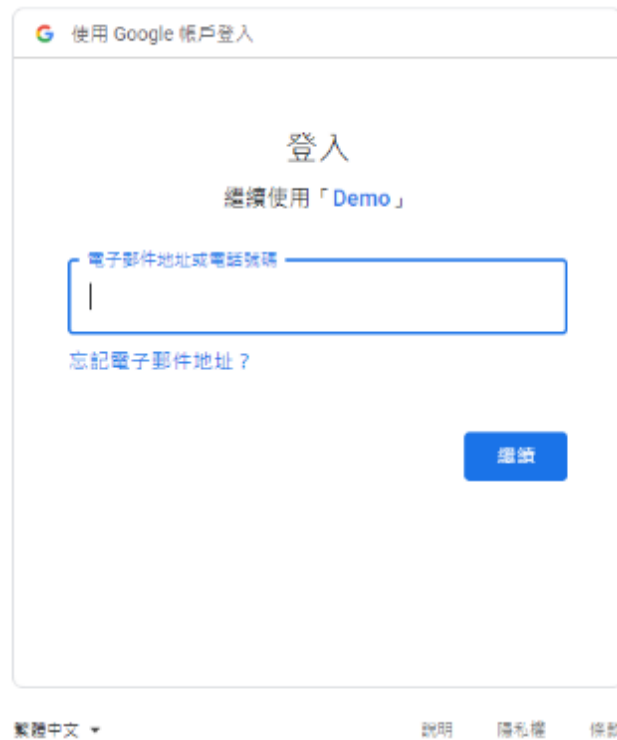 使用 Google 帳戶登入
登入
繼續使用「Demo」
電子郵件地址或電話號碼
忘記電子郵件地址？
繼續
繁體中文
說明 隱私權 條款